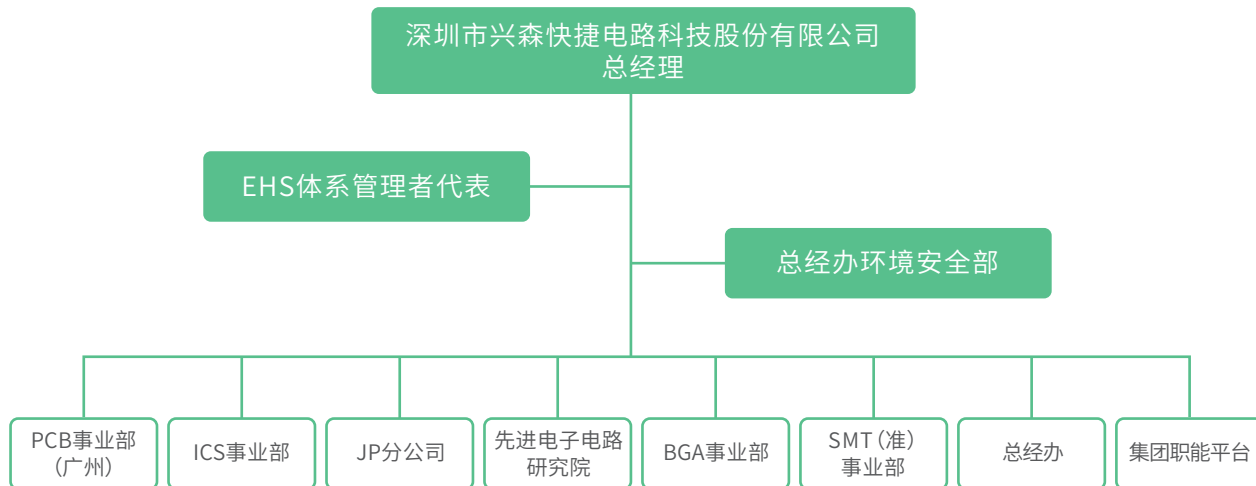 深圳市兴森快捷电路科技股份有限公司
总经理
EHS体系管理者代表
总经办环境安全部
PCB事业部
（广州）
ICS事业部
JP分公司
先进电子电路
研究院
BGA事业部
SMT（准）
事业部
总经办
集团职能平台